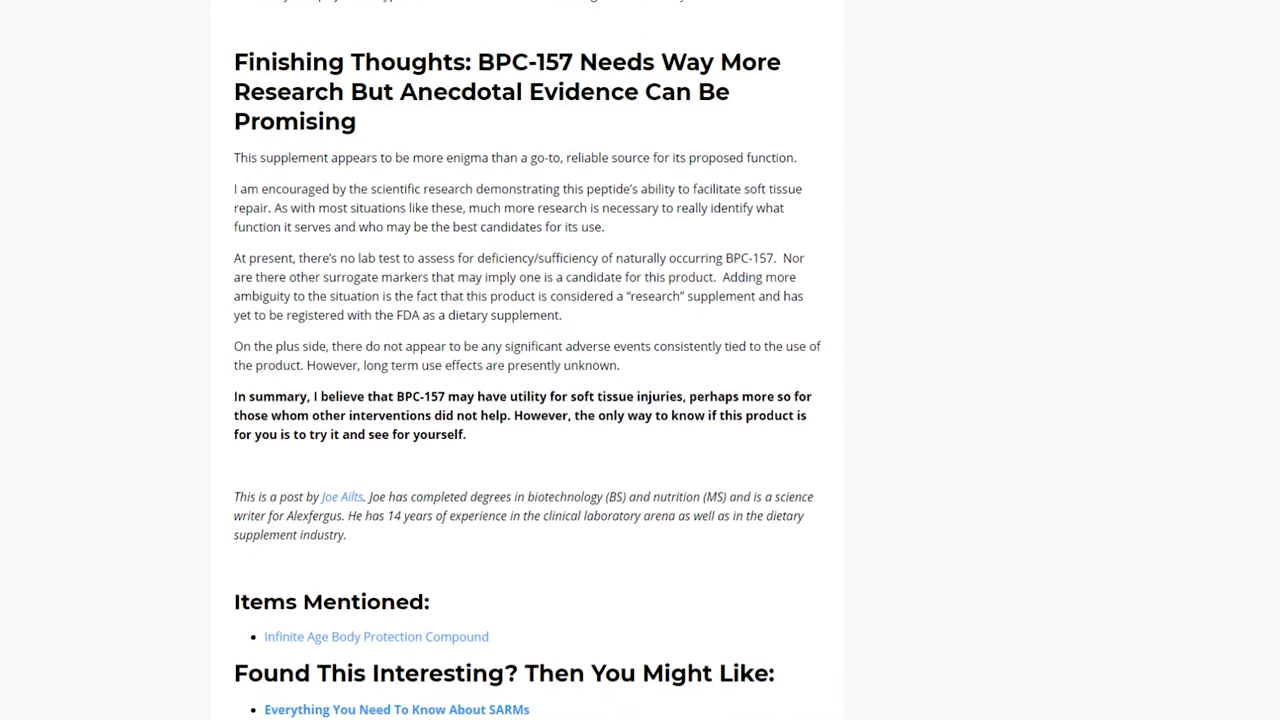 Finishing Thoughts: BPC-157 Needs Way More
Research But Anecdotal Evidence Can Be
Promising
This supplement appears to be more enigma than a go-to, reliable source for its proposed function.
I am encouraged by the scientific research demonstrating this peptide's ability to facilitate soft tissue
repair. As with most situations like these, much more research is necessary to really identify what
function it serves and who may be the best candidates for its use.
At present, there's no lab test to assess for deficiency/sufficiency of naturally occurring BPC-157.  Nor
are there other surrogate markers that may imply one is a candidate for this product.  Adding more
ambiguity to the situation is the fact that this product is considered a “research” supplement and has
yet to be registered with the FDA as a dietary supplement.
On the plus side, there do not appear to be any significant adverse events consistently tied to the use of
the product. However, long term use effects are presently unknown.
In summary, I believe that BPC-157 may have utility for soft tissue injuries, perhaps more so for
those whom other interventions did not help. However, the only way to know if this product is
for you is to try it and see for yourself.
This is a post by Joe Ailts. Joe has completed degrees in biotechnology (BS) and nutrition (MS) and is a science
writer for Alexfergus. He has 14 years of experience in the clinical laboratory arena as well as in the dietary
supplement industry.
Items Mentioned:
• Infinite Age Body Protection Compound
Found This Interesting? Then You Might Like:
• Everything You Need To Know About SARMs